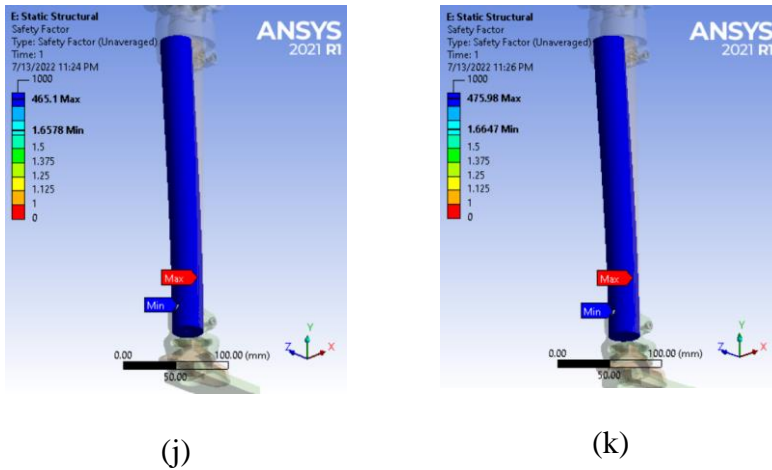 E: Static Structural
Safety Factor
Type: Safety Factor (Unaveraged)
Time: 1
7/13/2022 11:24 PM
1000
465.1 Max
1.6578 Min
1.5
1.375
1.25
1.125
1
0
ANSYS
2021 R1
Max
Min
0.00
100.00 (mm)
50.00
Y
Z
X
(j)
E: Static Structural
Safety Factor
Type: Safety Factor (Unaveraged)
Time: 1
7/13/2022 11:26 PM
1000
475.98 Max
1.6647 Min
1.5
1.375
1.25
1.125
1
0
ANSYS
2021 R1
Max
Min
0.00
100.00 (mm)
50.00
Y
Z
X
(k)